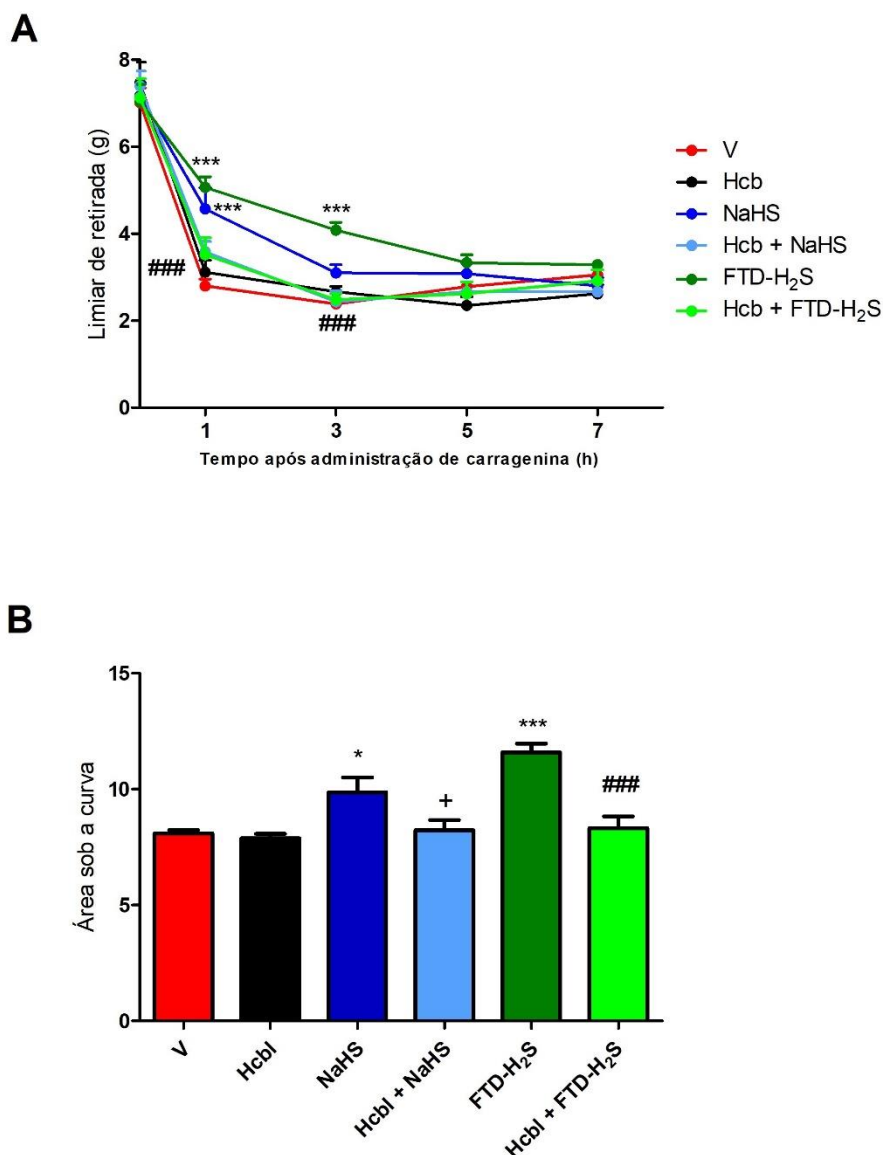 A
Limiar de retirada (g)
8
6
4
2
0
***
***
***
###
###
1
3
5
7
Tempo após administração de carragenina (h)
V
Hcb
NaHS
Hcb + NaHS
FTD-H₂S
Hcb + FTD-H₂S
B
Área sob a curva
15
10
5
0
*
+
***
###
V
Hcbl
NaHS
Hcbl + NaHS
FTD-H₂S
Hcbl + FTD-H₂S